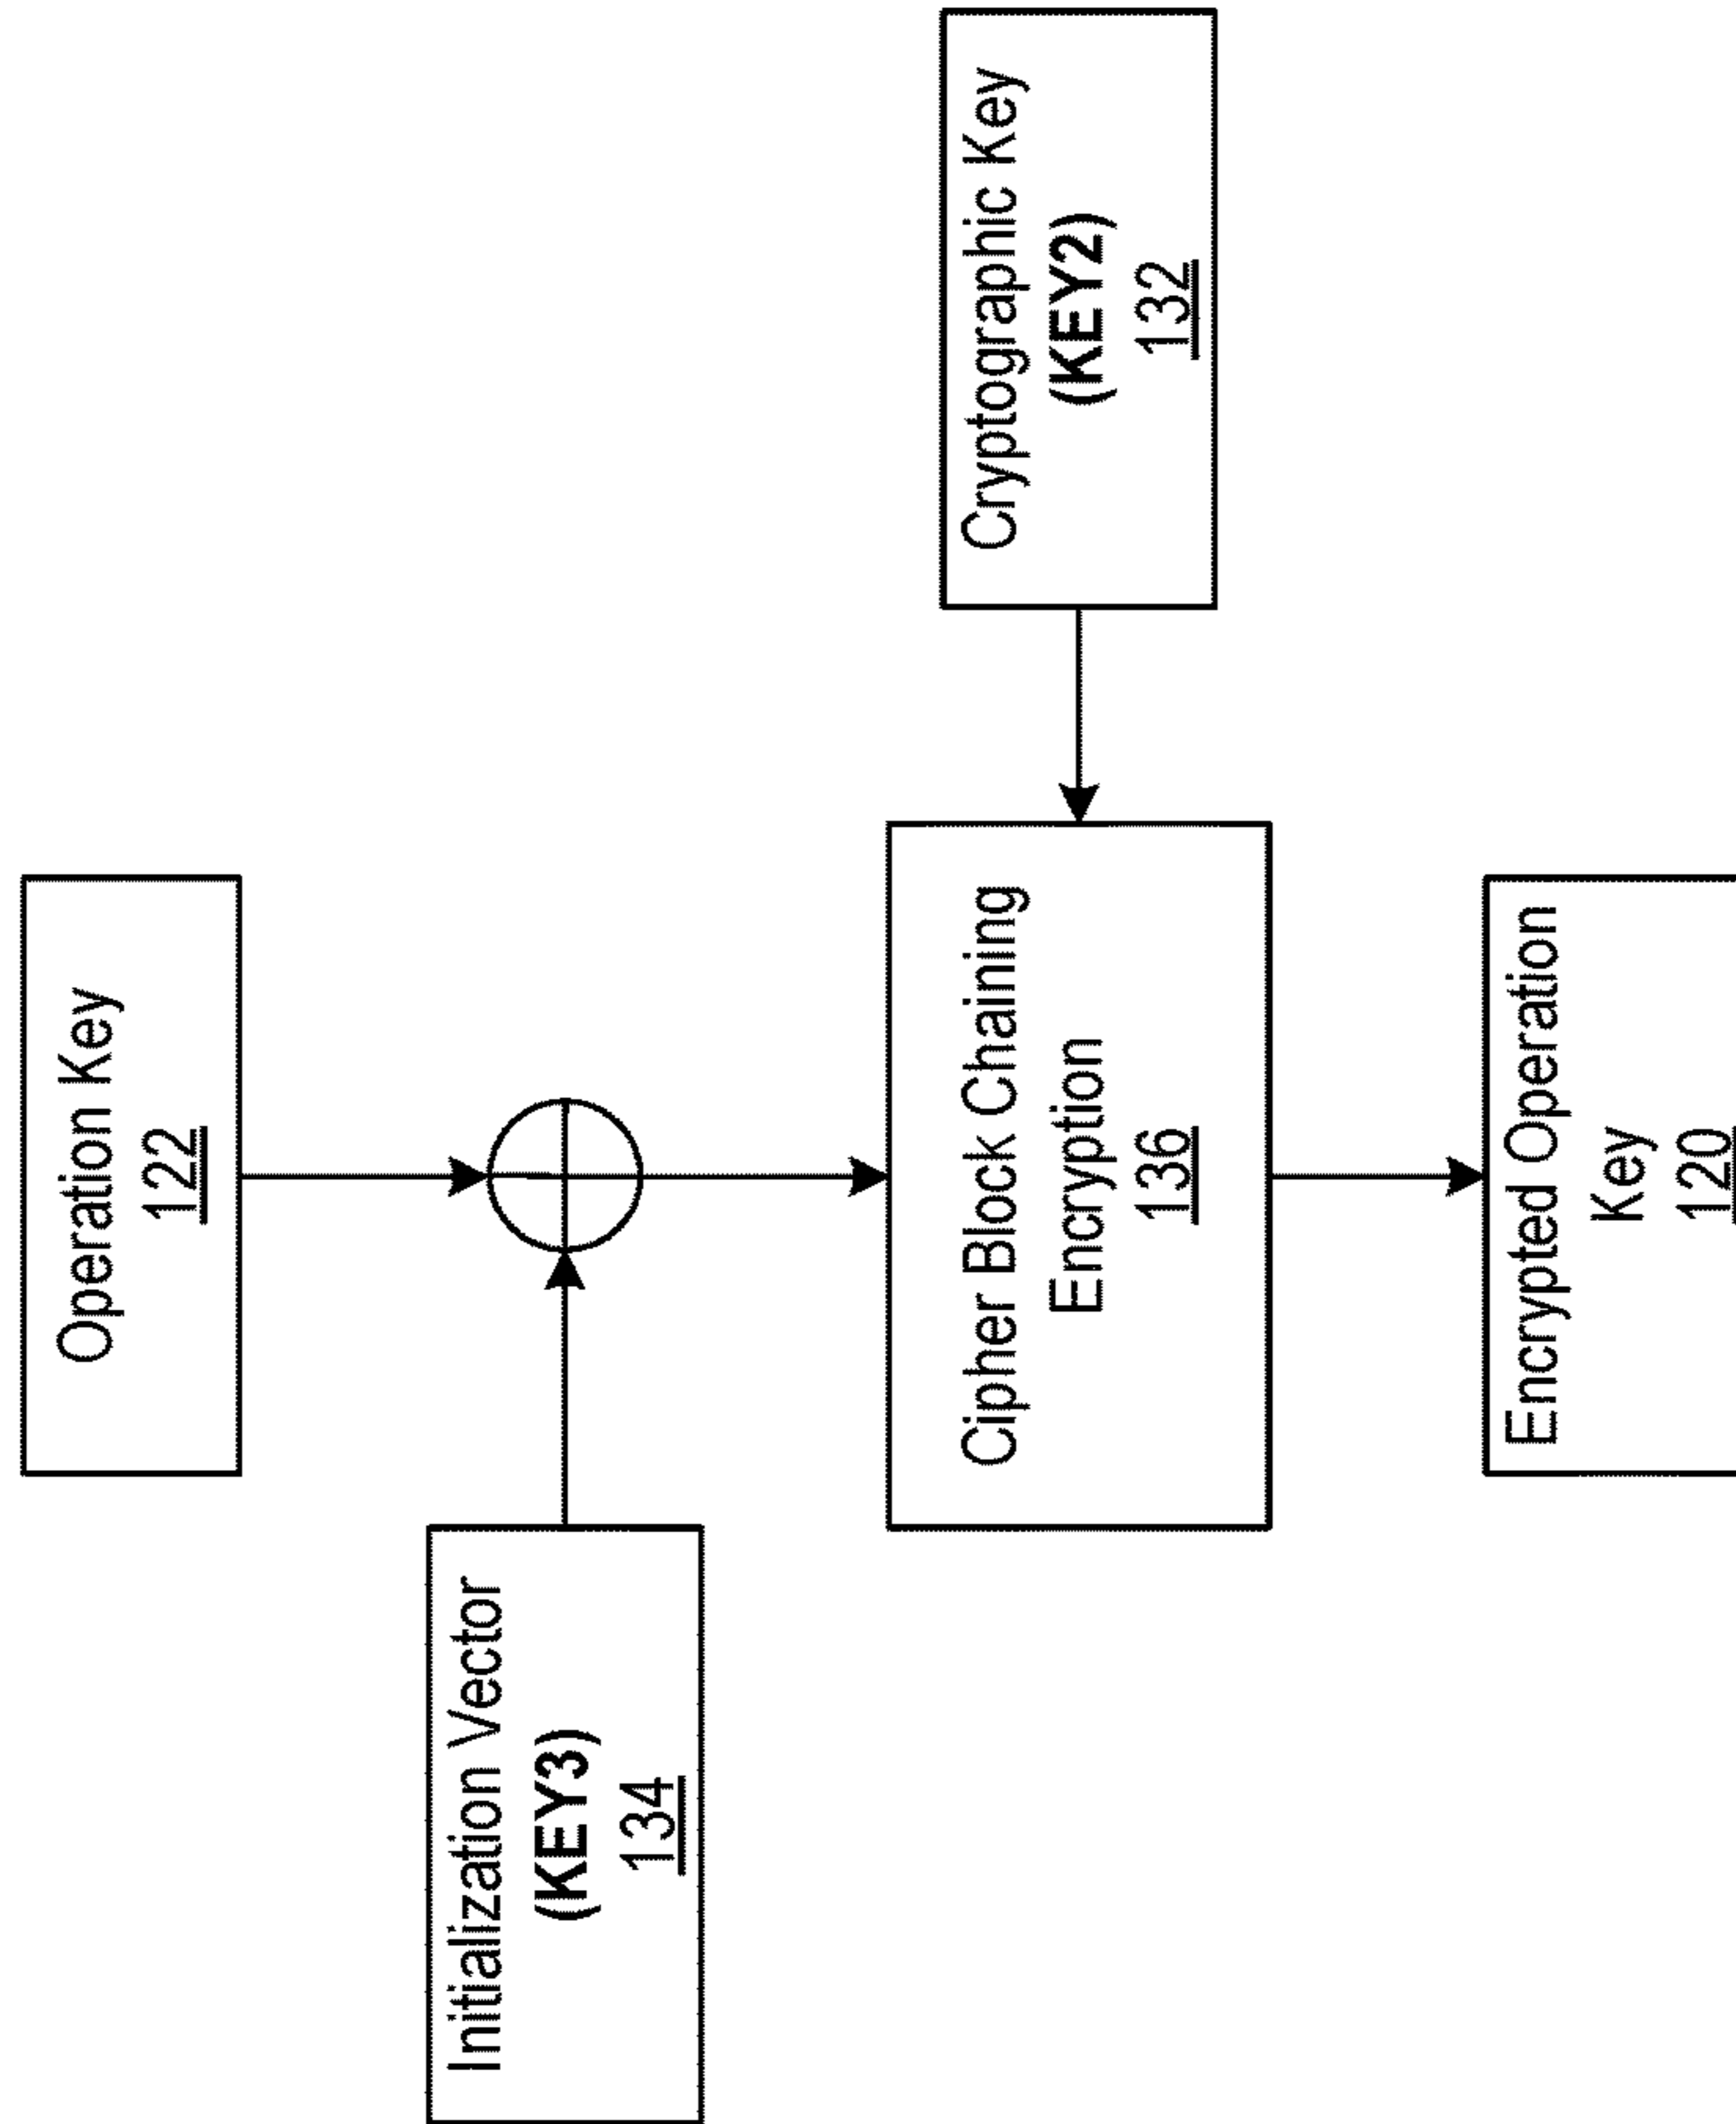 Operation Key
122
Initialization Vector
(KEY3)
134
Cipher Block Chaining
Encryption
136
Cryptographic Key
(KEY2)
132
Encrypted Operation
Key
120